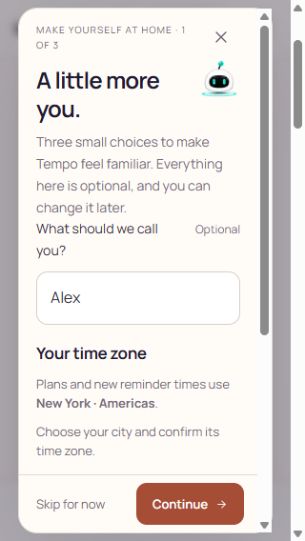 MAKE YOURSELF AT HOME · 1
OF 3
A little more
you.
Three small choices to make
Tempo feel familiar. Everything
here is optional, and you can
change it later.
What should we call Optional
you?
Alex
Your time zone
Plans and new reminder times use
New York · Americas.
Choose your city and confirm its
time zone.
Skip for now Continue →